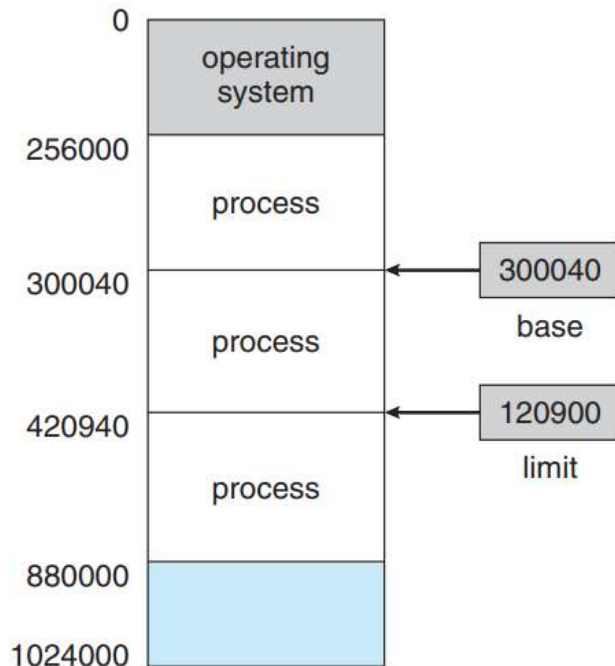 0
operating
system
256000
process
300040
300040
base
process
420940
120900
limit
process
880000
1024000